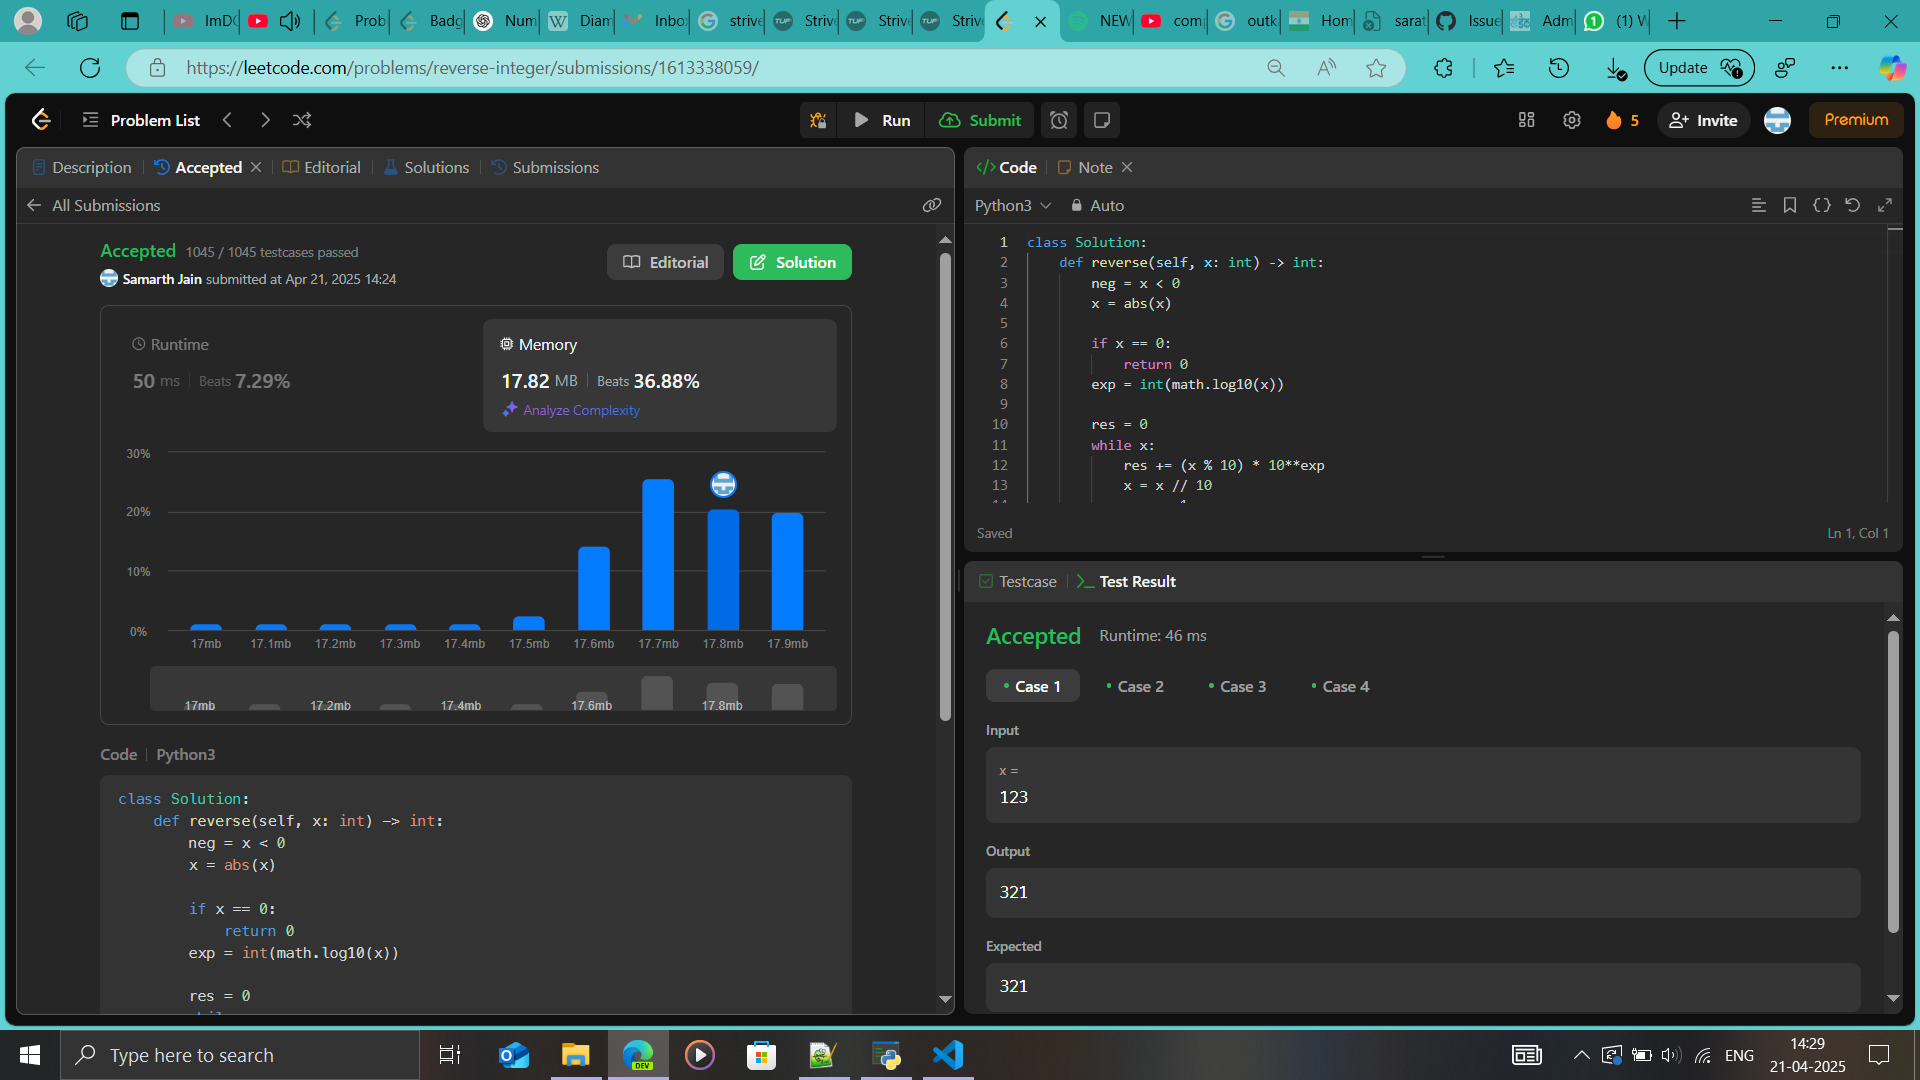 ImDO
Prob
Badg
Num
Diam
Inbo
strive
Strive
Strive
Strive
NEW
com
outk
Hom
sarat
Issue
Adm
(1) W
https://leetcode.com/problems/reverse-integer/submissions/1613338059/
Update
DEV
Problem List
Run
Submit
5
Invite
Premium
Description
Accepted
Editorial
Solutions
Submissions
All Submissions
Accepted 1045 / 1045 testcases passed
Samarth Jain submitted at Apr 21, 2025 14:24
Editorial
Solution
Runtime
50 ms Beats 7.29%
Memory
17.82 MB Beats 36.88%
Analyze Complexity
30%
20%
10%
0%
17mb 17.1mb 17.2mb 17.3mb 17.4mb 17.5mb 17.6mb 17.7mb 17.8mb 17.9mb
17mb 17.2mb 17.4mb 17.6mb 17.8mb
Code Python3
class Solution:
def reverse(self, x: int) -> int:
neg = x < 0
x = abs(x)
if x == 0:
return 0
exp = int(math.log10(x))
res = 0
Code
Note
Python3
Auto
1 class Solution:
2 def reverse(self, x: int) -> int:
3 neg = x < 0
4 x = abs(x)
5
6 if x == 0:
7 return 0
8 exp = int(math.log10(x))
9
10 res = 0
11 while x:
12 res += (x % 10) * 10**exp
13 x = x // 10
Saved
Ln 1, Col 1
Testcase
Test Result
Accepted Runtime: 46 ms
Case 1
Case 2
Case 3
Case 4
Input
x =
123
Output
321
Expected
321
Type here to search
ENG
14:29
21-04-2025